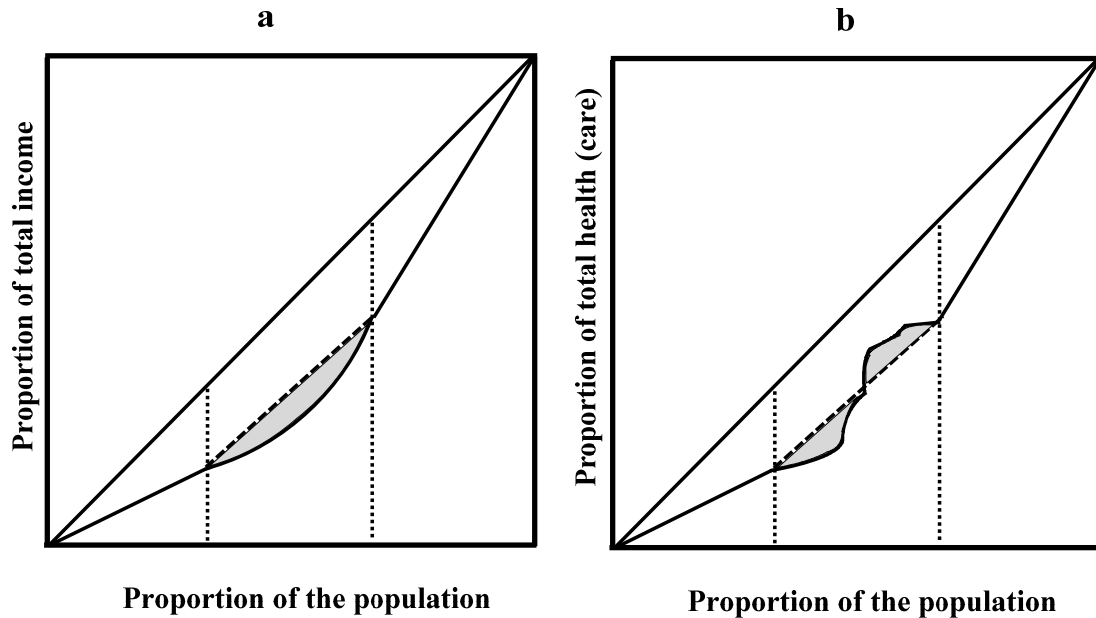 a
Proportion of total income
Proportion of the population
b
Proportion of total health (care)
Proportion of the population